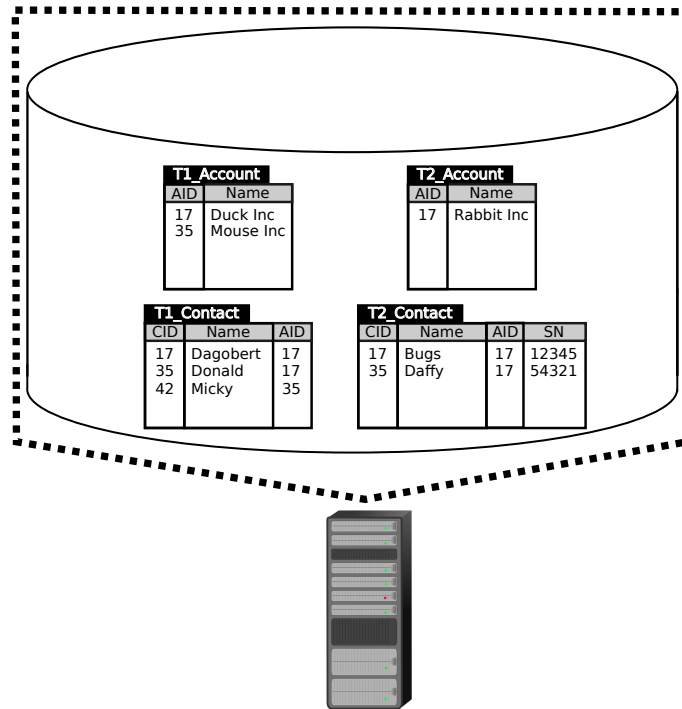 T1_Account
AID Name
17 Duck Inc
35 Mouse Inc
T2_Account
AID Name
17 Rabbit Inc
T1_Contact
CID Name AID
17 Dagobert 17
35 Donald 17
42 Micky 35
T2_Contact
CID Name AID SN
17 Bugs 17 12345
35 Daffy 17 54321